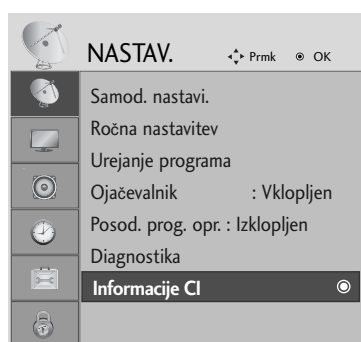 NASTAV. Prmk OK
Samod. nastavi.
Ročna nastavitev
Urejanje programa
Ojačevalnik : Vklopljen
Posod. prog. opr. : Izklopljen
Diagnostika
Informacije CI